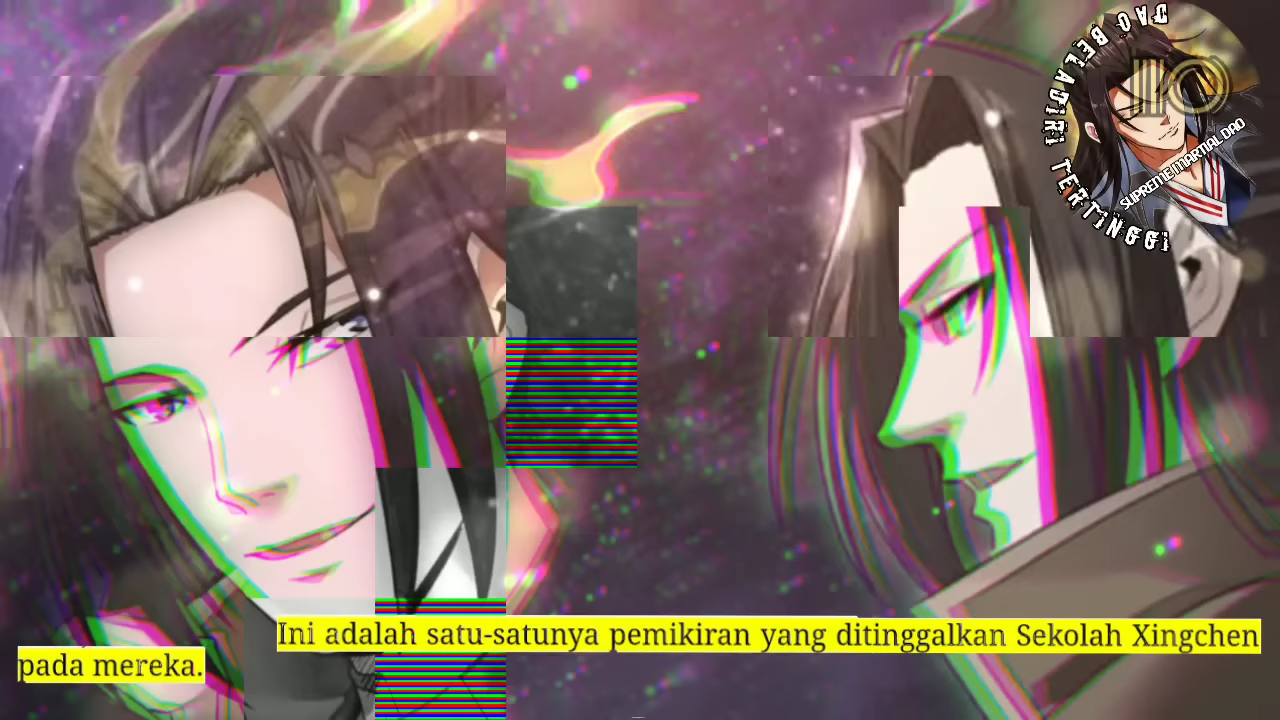 DAO BELADIRI TERTINGGI
SUPREME MARTIAL DAO
Ini adalah satu-satunya pemikiran yang ditinggalkan Sekolah Xingchen
pada mereka.